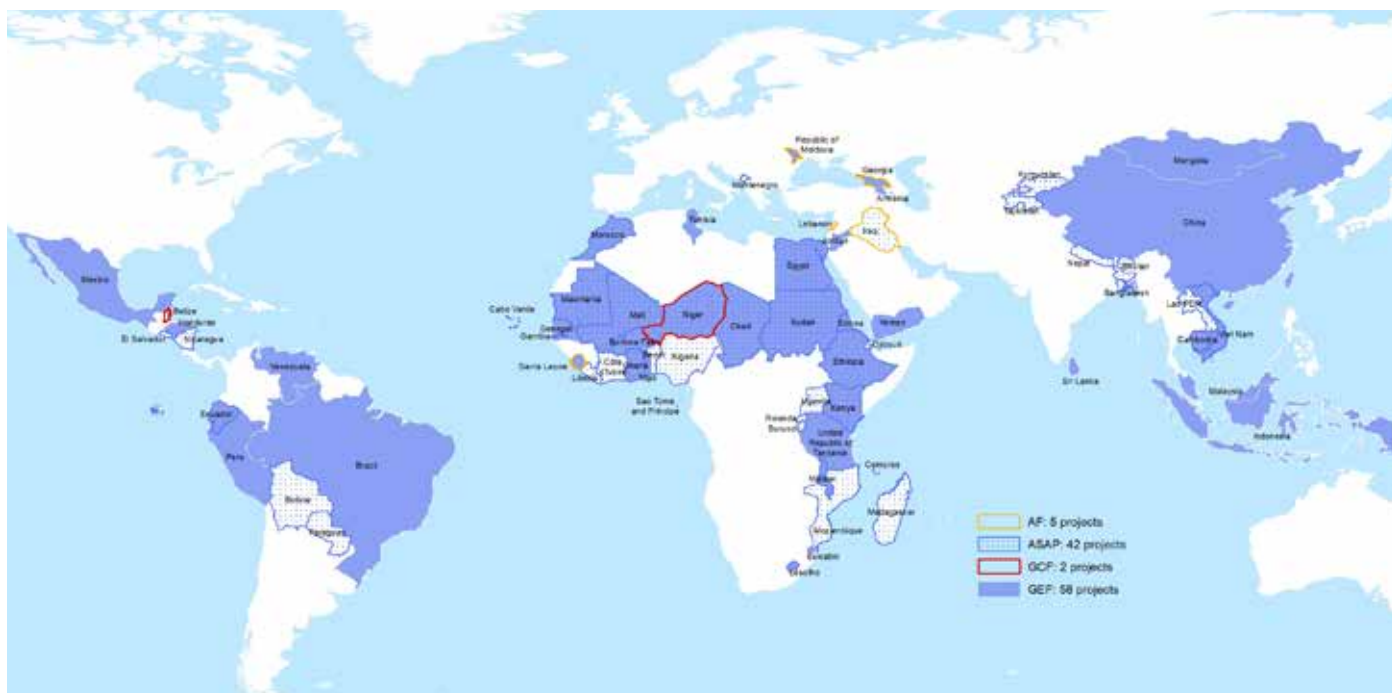 Republic of
Moldova
Montenegro
Georgia
Armenia
Lebanon
Iraq
Jordan
Kyrgyzstan
Tajikistan
Mongolia
China
Nepal
Bhutan
Bangladesh
Lao PDR
Viet Nam
Cambodia
Sri Lanka
Malaysia
Indonesia
Tunisia
Morocco
Egypt
Mauritania
Mali
Niger
Chad
Sudan
Eritrea
Yemen
Djibouti
Cabo Verde
Senegal
Gambia
Burkina Faso
Benin
Nigeria
Sierra Leone
Liberia
Côte
d'Ivoire
Ghana
Togo
Sao Tome
and Principe
Ethiopia
Uganda
Kenya
Rwanda
Burundi
United
Republic of
Tanzania
Comoros
Malawi
Mozambique
Madagascar
Eswatini
Lesotho
Mexico
Belize
Honduras
El Salvador
Nicaragua
Venezuela
Ecuador
Peru
Brazil
Bolivia
Paraguay
AF: 5 projects
ASAP: 42 projects
GCF: 2 projects
GEF: 58 projects